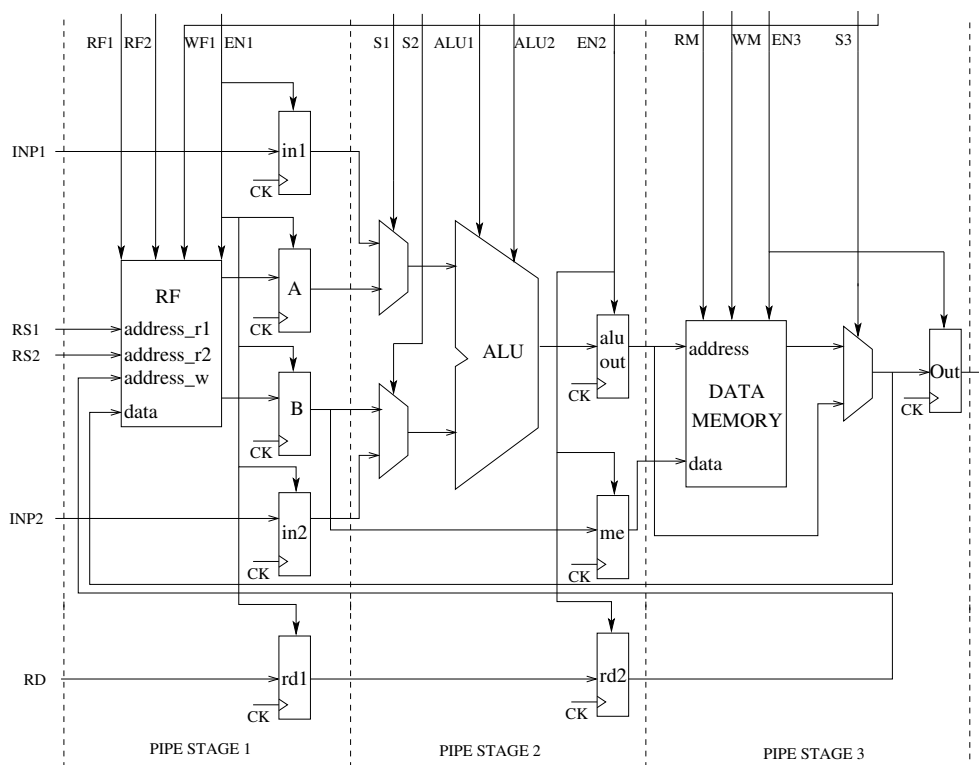 RF1 RF2 WF1 EN1 S1 S2 ALU1 ALU2 EN2 RM WM EN3 S3
INP1
in1
CK
RF
A
CK
RS1
address_r1
RS2
address_r2
address_w
data
B
CK
ALU
alu
out
CK
address
DATA
MEMORY
data
Out
CK
INP2
in2
CK
me
CK
RD
rd1
CK
rd2
CK
PIPE STAGE 1
PIPE STAGE 2
PIPE STAGE 3